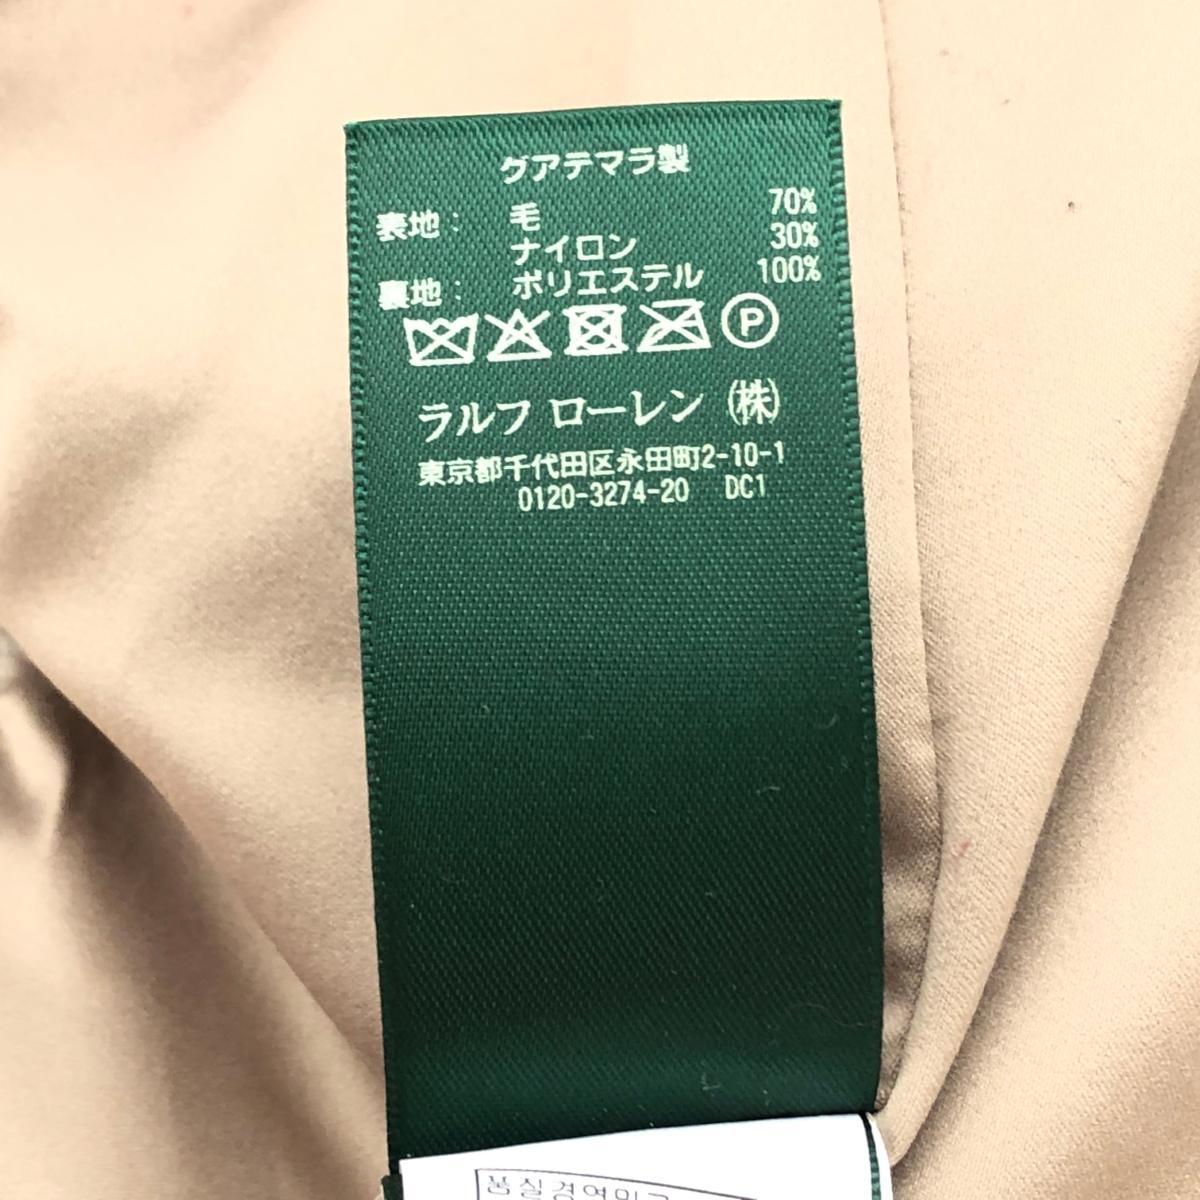 グアテマラ製
表地： 毛 70%
ナイロン 30%
裏地： ポリエステル 100%
P
ラルフ ローレン (株)
東京都千代田区永田町2-10-1
0120-3274-20 DC1